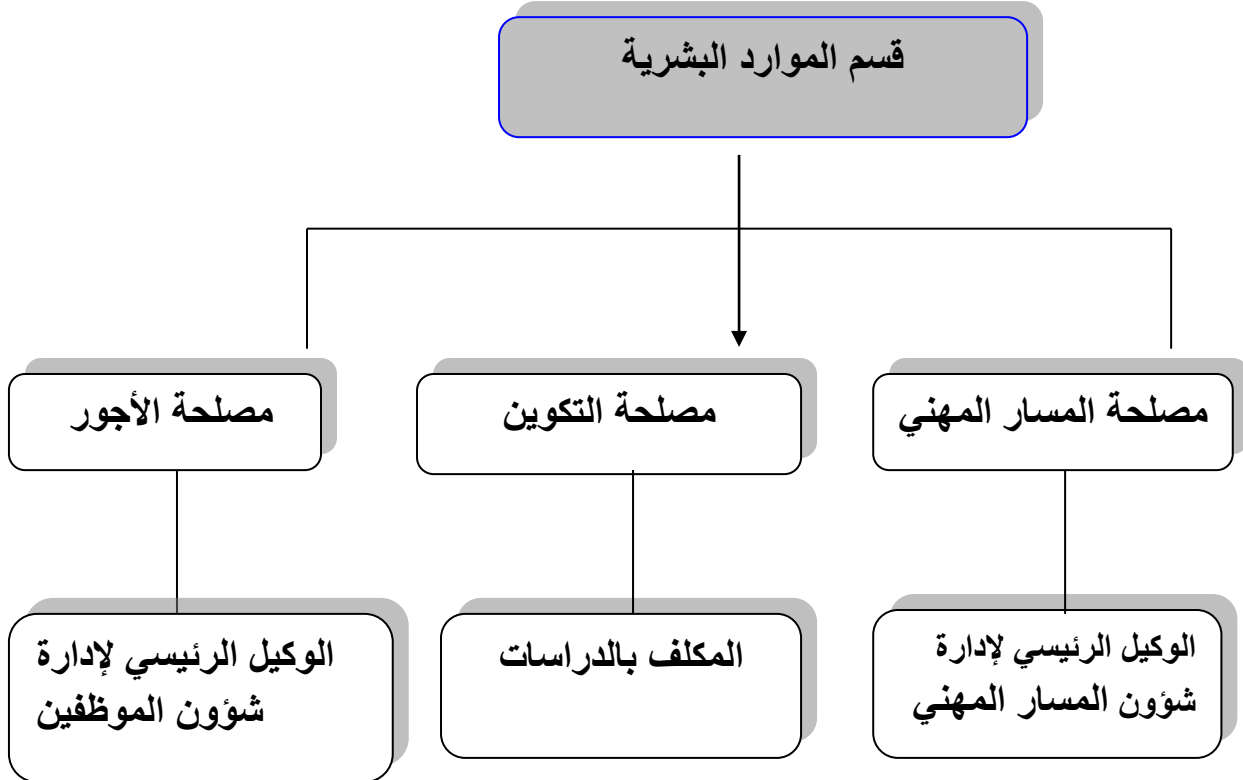 قسم الموارد البشرية
مصلحة المسار المهني
مصلحة التكوين
مصلحة الأجور
الوكيل الرئيسي لإدارة
شؤون المسار المهني
المكلف بالدراسات
الوكيل الرئيسي لإدارة
شؤون الموظفين